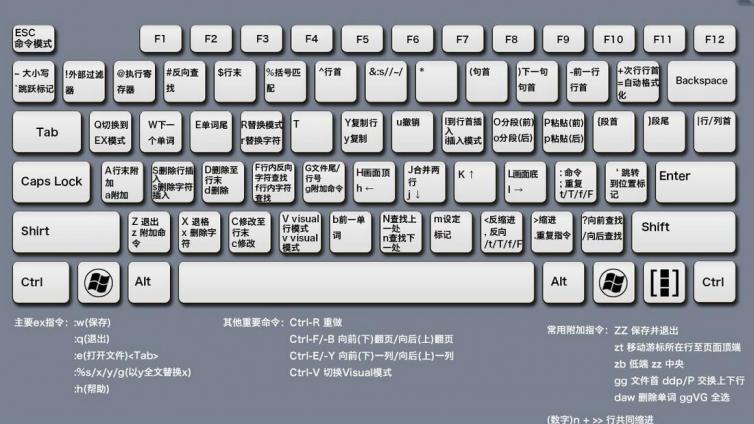 ESC
命令模式
F1 F2 F3 F4 F5 F6 F7 F8 F9 F10 F11 F12
~ 大小写
`跳跃标记
!外部过滤
器
@执行寄
存器
#反向查
找
$行末
%括号匹
配
^行首
&:s//~/
*
(句首
)下一句
句首
-前一行
行首
+次行行首
=自动格式
化
Backspace
Tab
Q切换到
EX模式
W下一
个单词
E单词尾
R替换模式
r替换字符
T
Y复制行
y复制
u撤销
I到行首插
入
i插入模式
O分段(前)
o分段(后)
P粘贴(前)
p粘贴(后)
{段首
}段尾
|行/列首
Caps Lock
A行末附
加
a附加
S删除行插
入
s删除字符
插入
D删除至
行末
d删除
F行内反向
字符查找
f行内字符
查找
G文件尾/
行号
g附加命令
H画面顶
h ←
J合并两
行
j ↓
K ↑
L画面底
l →
: 命令
; 重复
t/T/f/F
' 跳转
到位置标
记
Enter
Shirt
Z 退出
z 附加命
令
X 退格
x 删除字
符
C修改至
行末
c修改
V visual
行模式
v visual
模式
b前一单
词
N查找上
一处
n查找下
一处
m设定
标记
<反缩进
, 反向
/t/T/f/F
>缩进
.重复指令
?向前查找
/向后查找
Shift
Ctrl Alt Alt Ctrl
主要ex指令: :w(保存)
:q(退出)
:e(打开文件)<Tab>
:%s/x/y/g(以y全文替换x)
:h(帮助)
其他重要命令: Ctrl-R 重做
Ctrl-F/-B 向前(下)翻页/向后(上)翻页
Ctrl-E/-Y 向前(下)一列/向后(上)一列
Ctrl-V 切换Visual模式
常用附加指令: ZZ 保存并退出
zt 移动游标所在行至页面顶端
zb 低端 zz 中央
gg 文件首 ddp/P 交换上下行
daw 删除单词 ggVG 全选
(数字)n + >> 行共同缩进